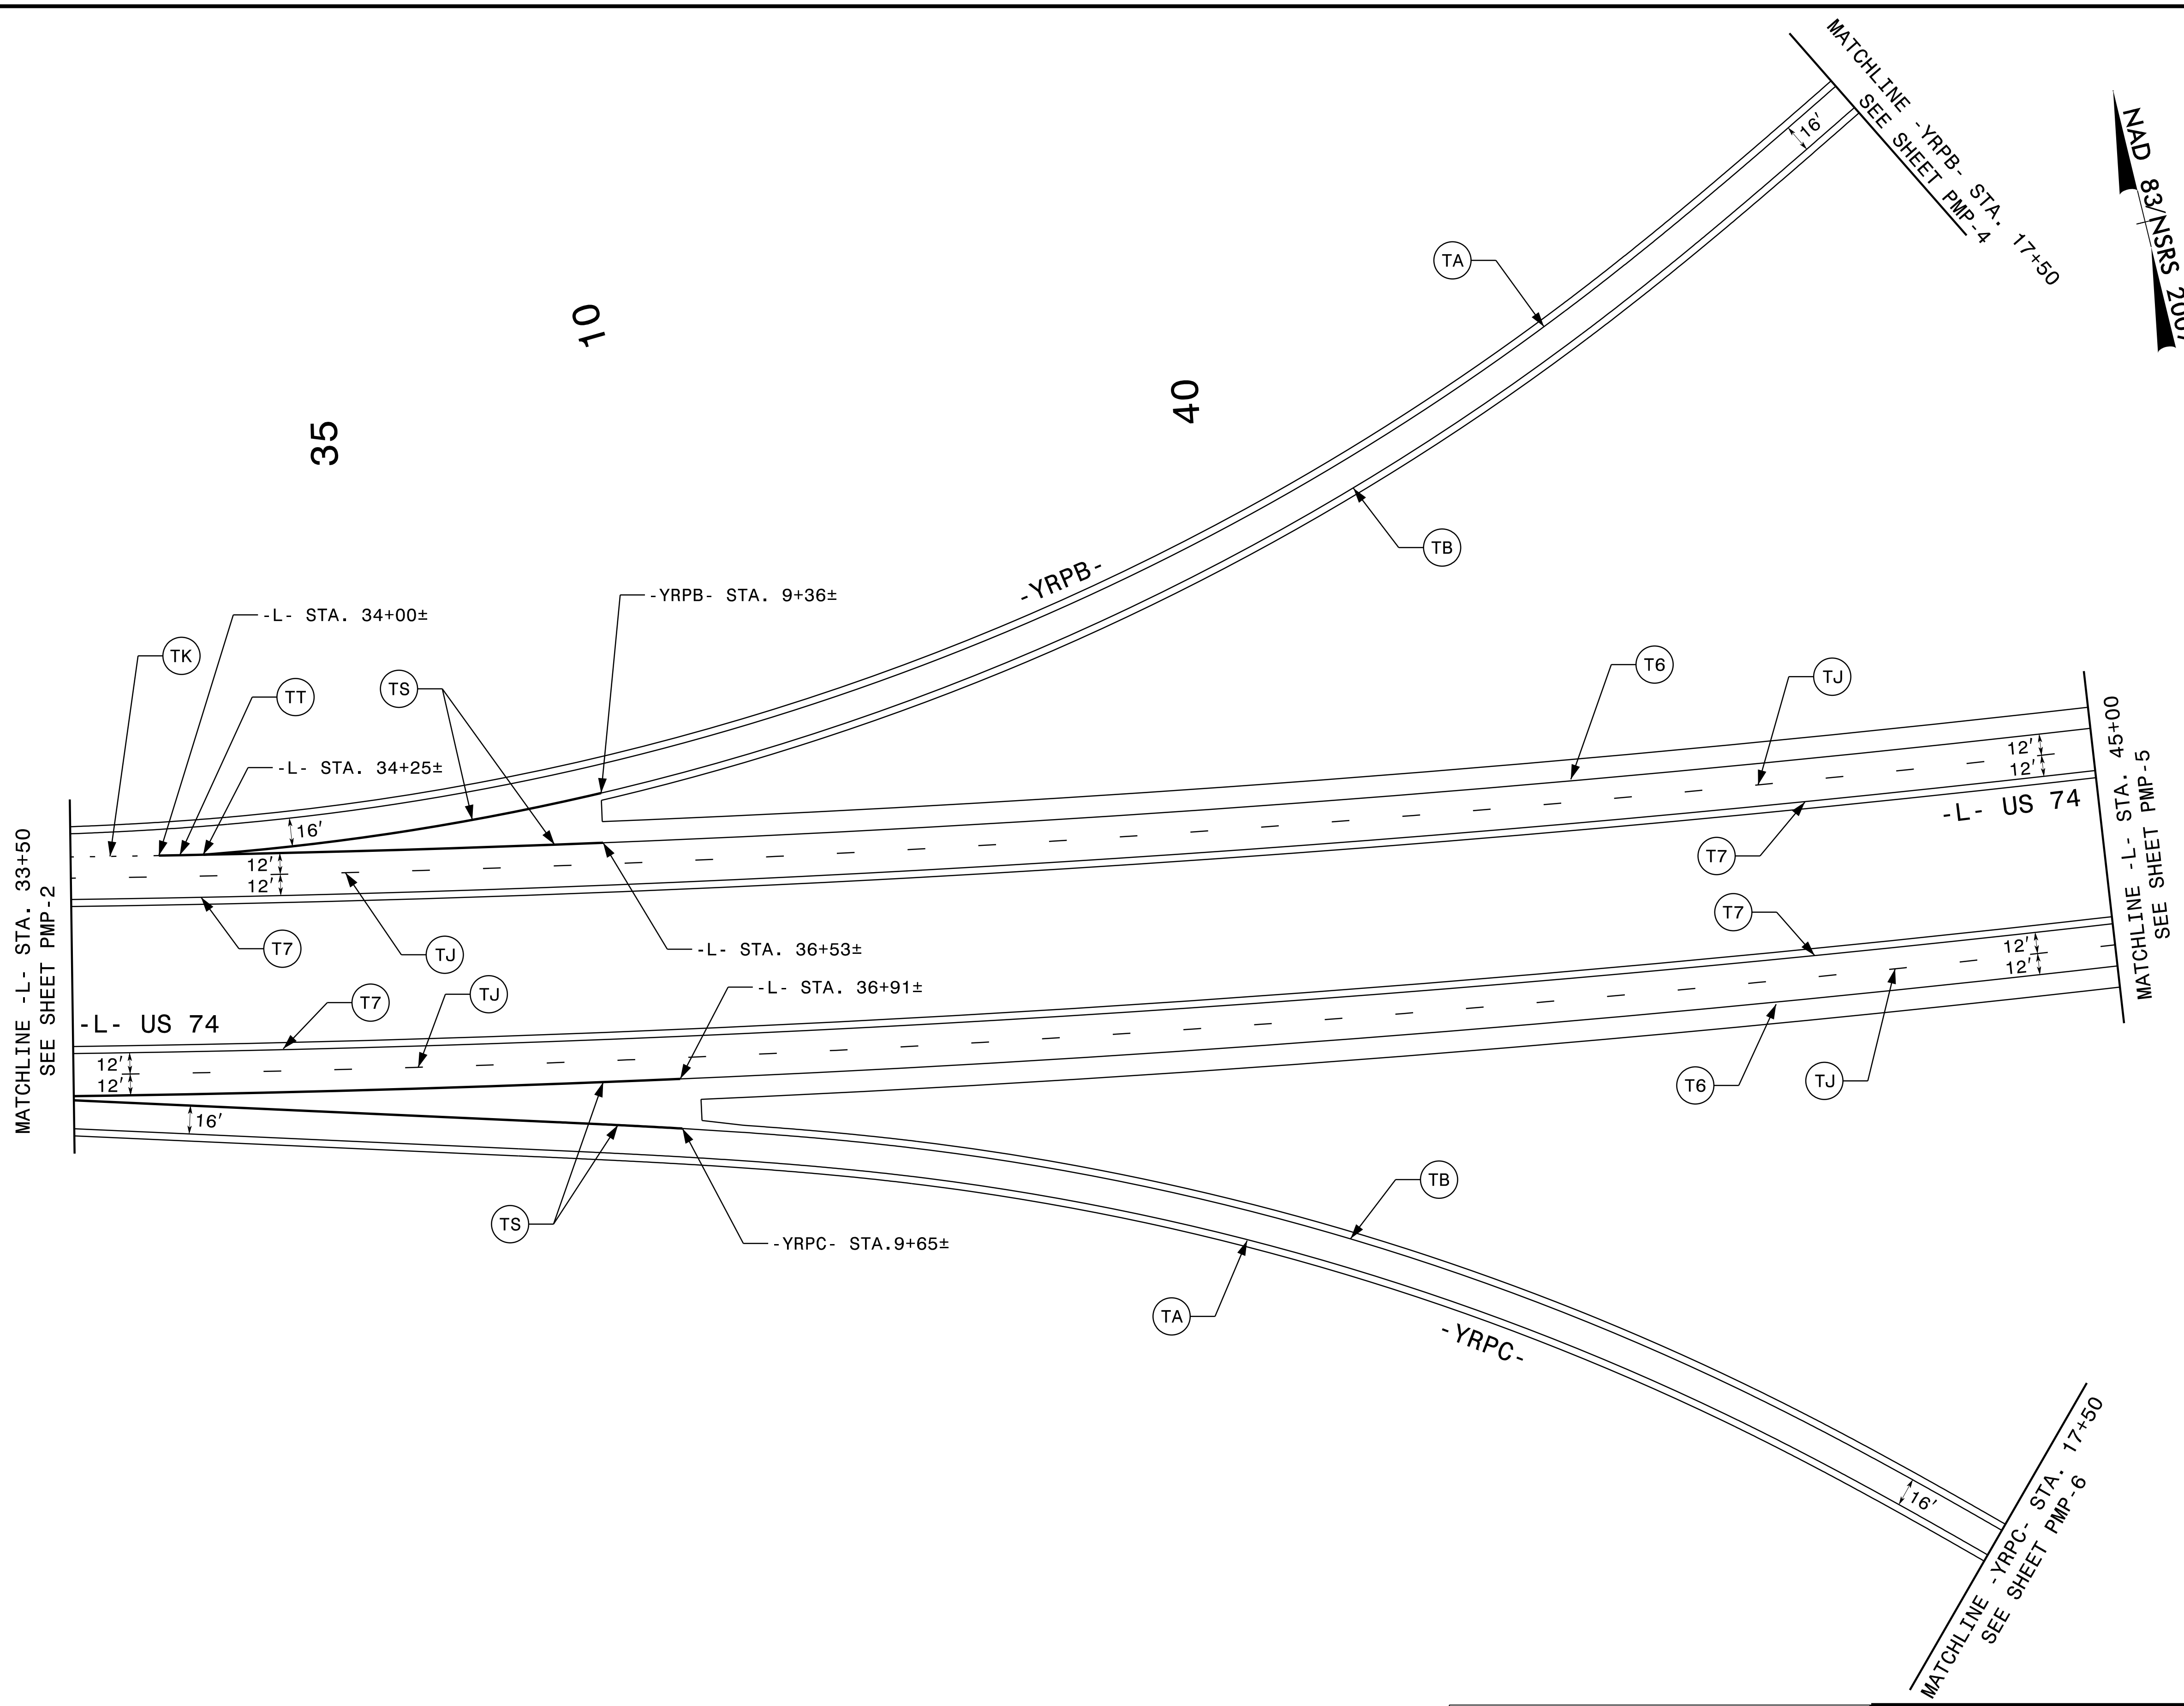 MATCHLINE -YRPB- STA. 17+50
SEE SHEET PMP-4
NAD 83/NSRS 2007
16'
TA
10
40
35
TB
-YRPB-
-YRPB- STA. 9+36±
-L- STA. 34+00±
TK
TS
TT
T6
TJ
-L- STA. 34+25±
MATCHLINE -L- STA. 45+00
SEE SHEET PMP-5
12'
12'
-L- US 74
16'
12'
12'
T7
T7
MATCHLINE -L- STA. 33+50
SEE SHEET PMP-2
T7
TJ
-L- STA. 36+53±
12'
12'
-L- STA. 36+91±
TJ
T7
-L- US 74
12'
12'
T6
TJ
16'
TB
TS
-YRPC- STA.9+65±
TA
-YRPC-
16'
MATCHLINE -YRPC- STA. 17+50
SEE SHEET PMP-6